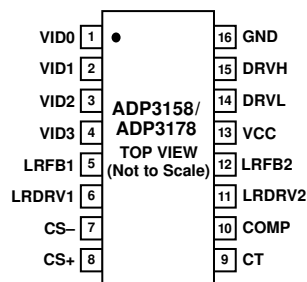 VID0 1
VID1 2
VID2 3
VID3 4
LRFB1 5
LRDRV1 6
CS– 7
CS+ 8
ADP3158/
ADP3178
TOP VIEW
(Not to Scale)
16 GND
15 DRVH
14 DRVL
13 VCC
12 LRFB2
11 LRDRV2
10 COMP
9 CT